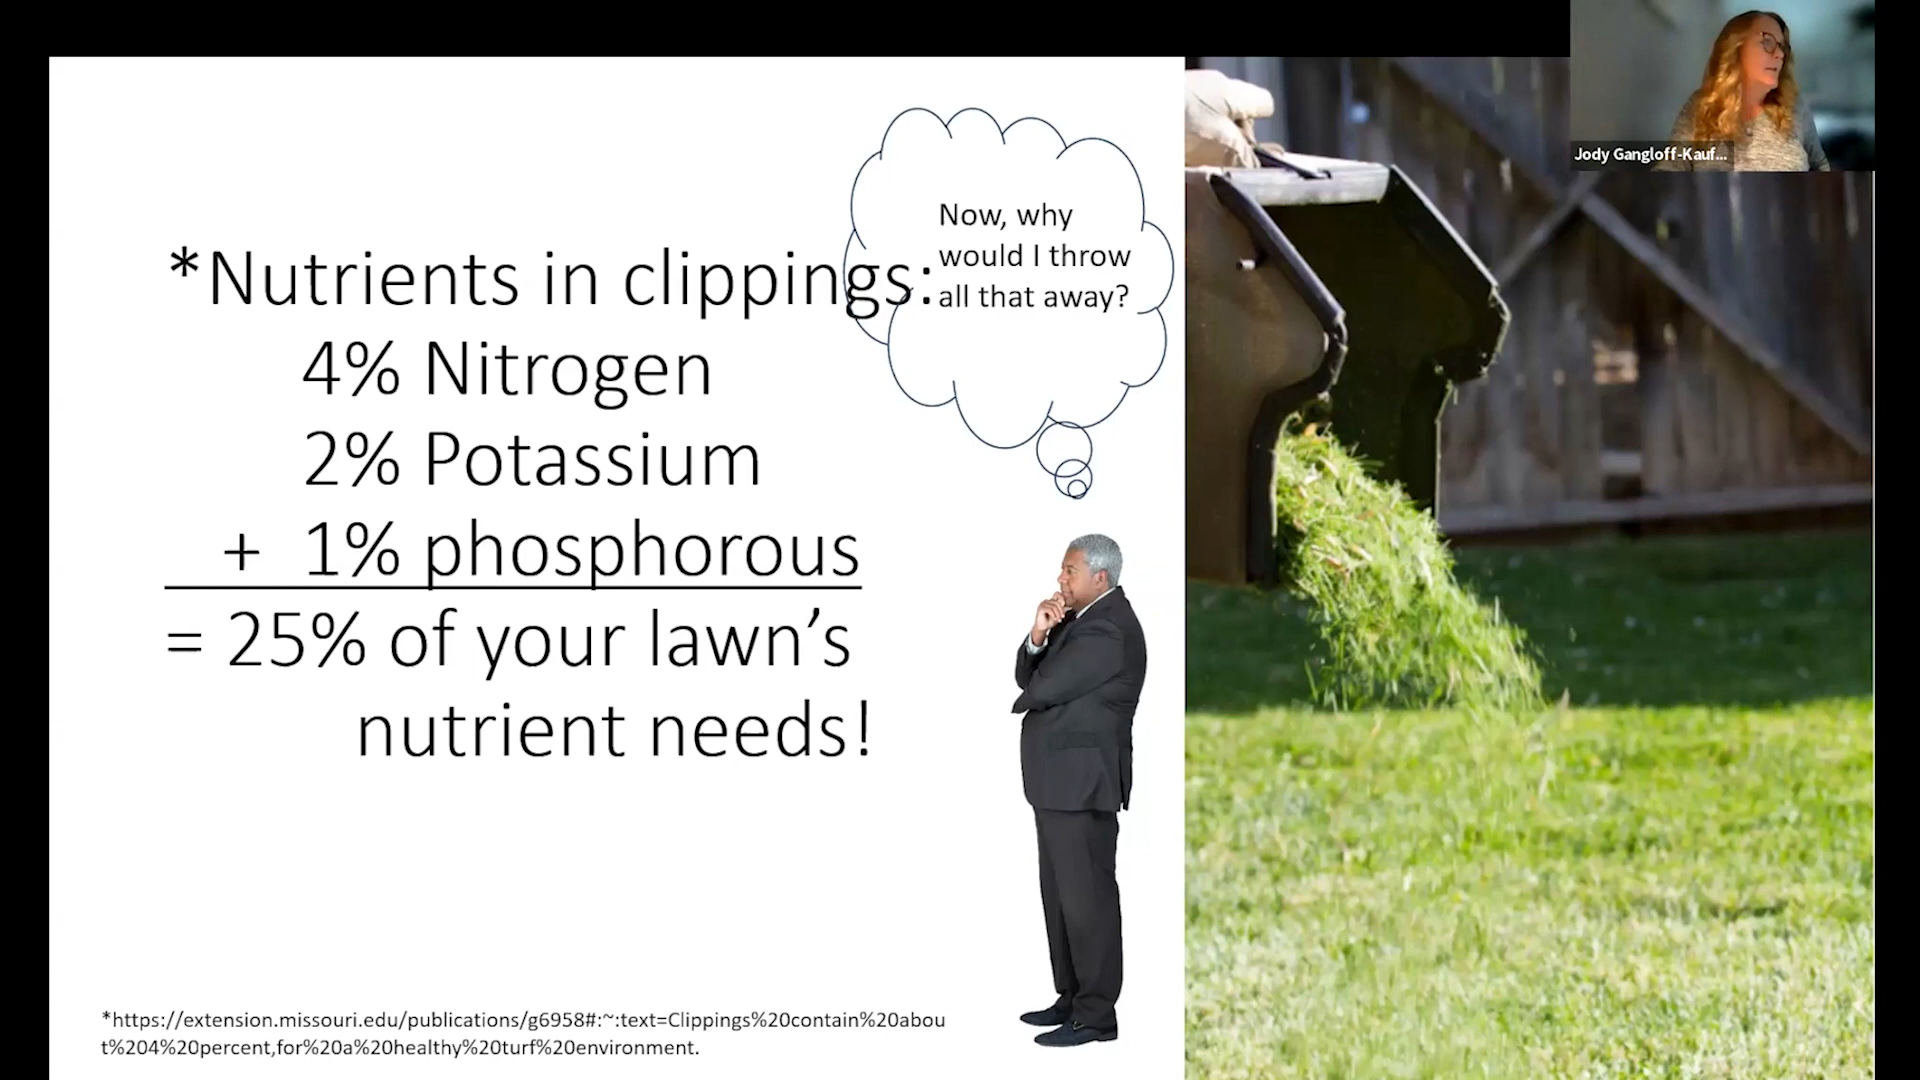 Jody Gangloff-Kauf...
Now, why
would I throw
all that away?
*Nutrients in clippings:
4% Nitrogen
2% Potassium
+ 1% phosphorous
= 25% of your lawn’s
nutrient needs!
*https://extension.missouri.edu/publications/g6958#:~:text=Clippings%20contain%20abou
t%204%20percent,for%20a%20healthy%20turf%20environment.